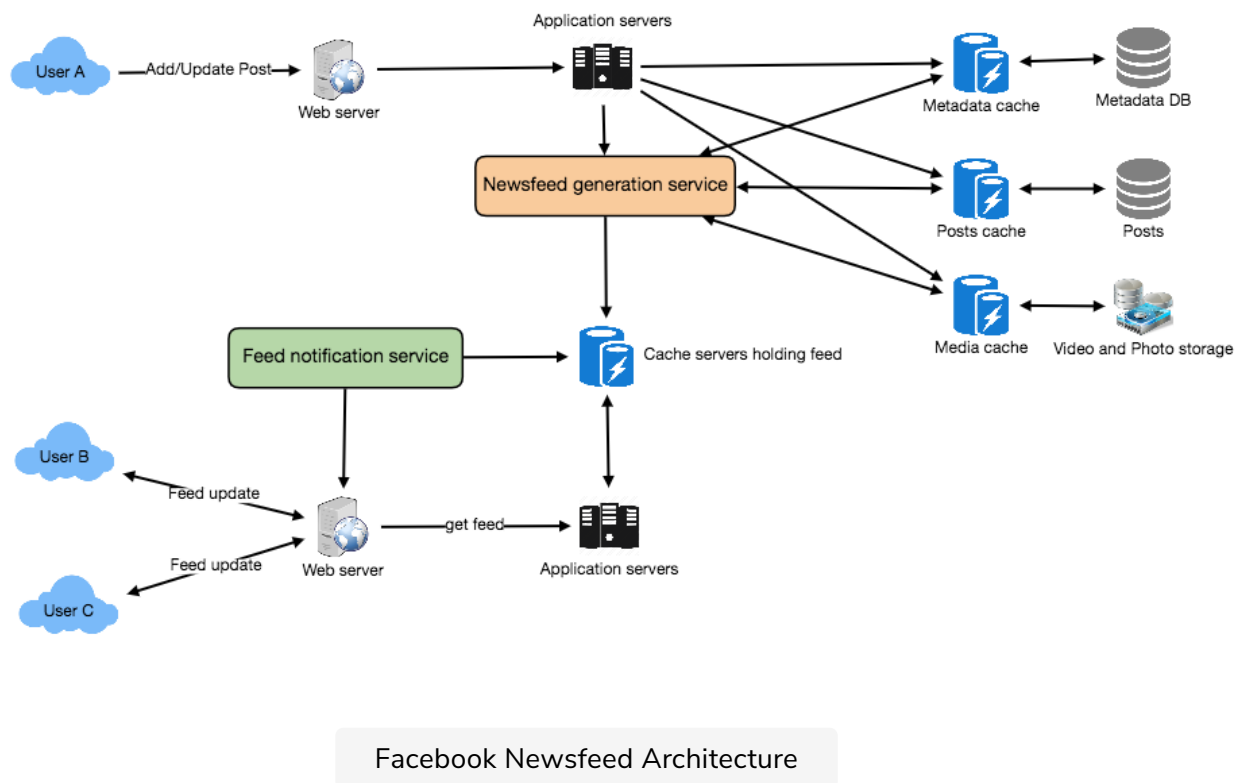 Application servers
User A
Add/Update Post
Web server
Metadata cache
Metadata DB
Newsfeed generation service
Posts cache
Posts
Feed notification service
Cache servers holding feed
Media cache
Video and Photo storage
User B
Feed update
get feed
Feed update
Web server
Application servers
User C
Facebook Newsfeed Architecture